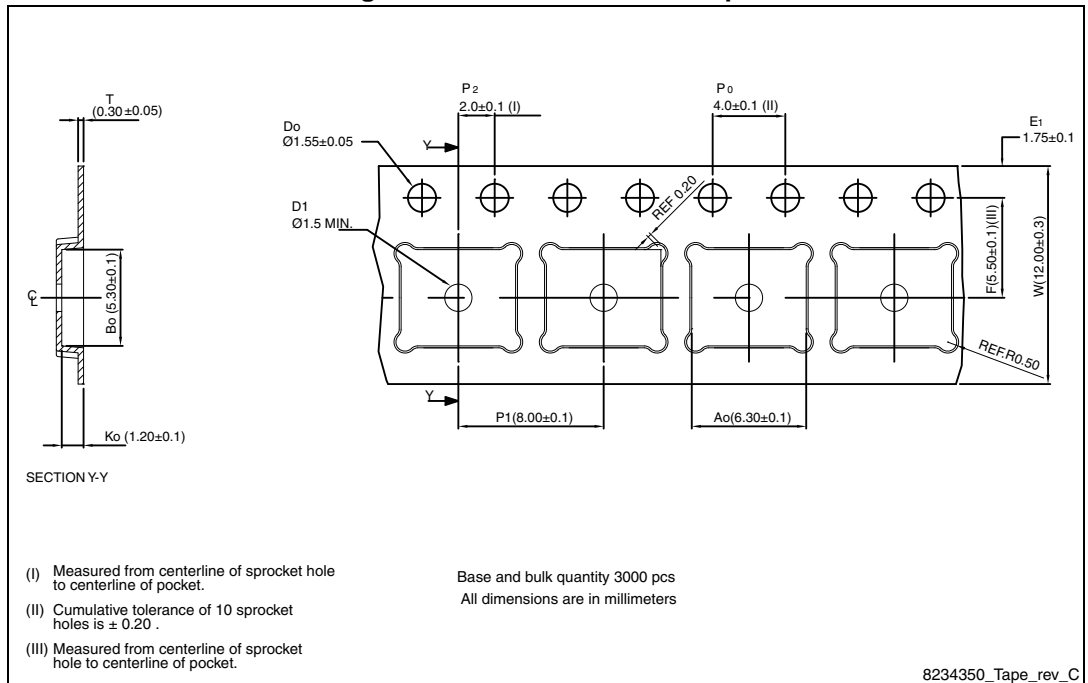 T
(0.30 ±0.05)
P2
2.0±0.1 (I)
P0
4.0±0.1 (II)
E1
1.75±0.1
Do
Ø1.55±0.05
Y
D1
Ø1.5 MIN.
REF 0.20
F(5.50±0.1)(III)
W(12.00±0.3)
Bo (5.30±0.1)
CL
REF.R0.50
Y
P1(8.00±0.1)
Ao(6.30±0.1)
Ko (1.20±0.1)
SECTION Y-Y
(I) Measured from centerline of sprocket hole
to centerline of pocket.
(II) Cumulative tolerance of 10 sprocket
holes is ± 0.20 .
(III) Measured from centerline of sprocket
hole to centerline of pocket.
Base and bulk quantity 3000 pcs
All dimensions are in millimeters
8234350_Tape_rev_C